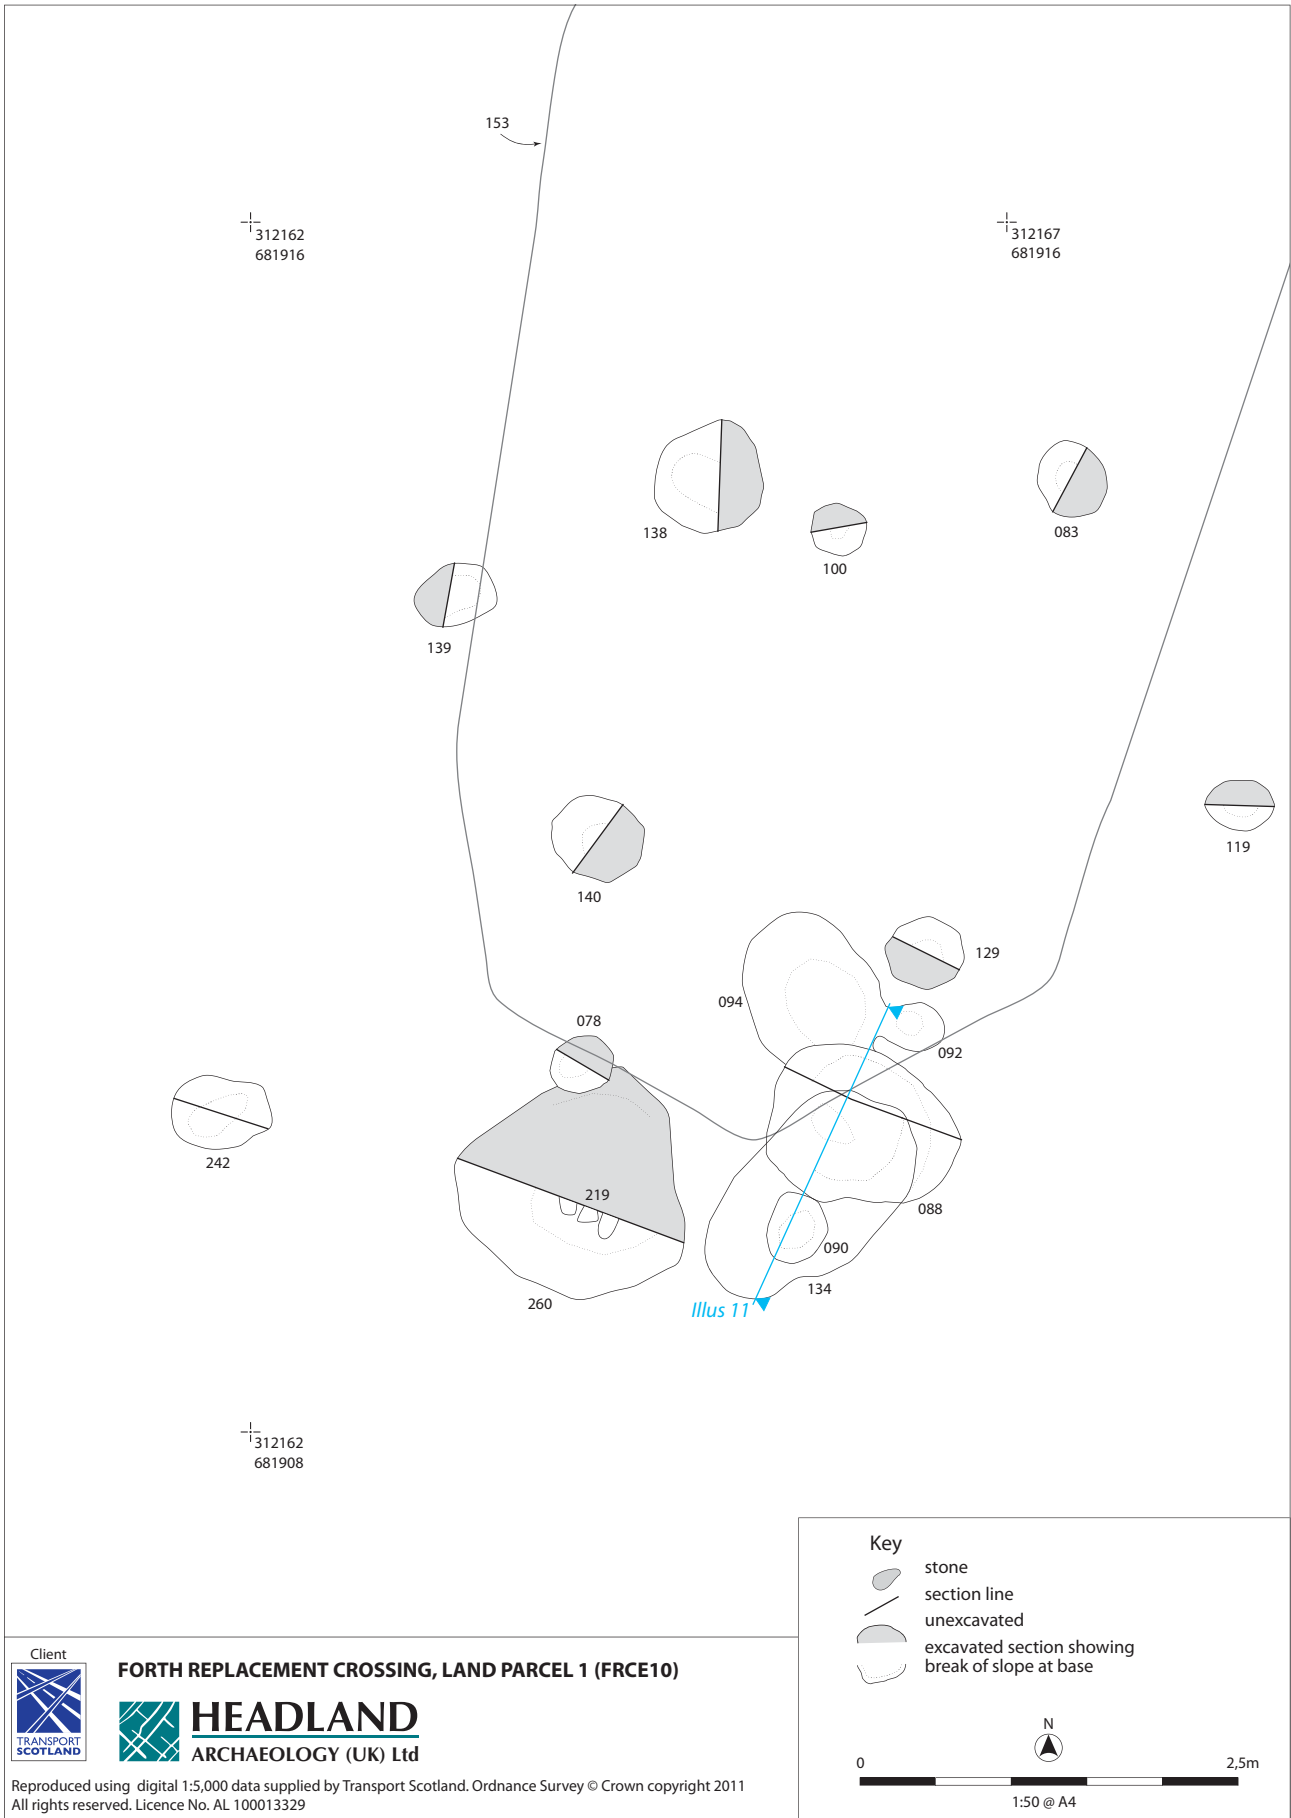 153
312162
681916
312167
681916
138
100
083
139
119
140
129
094
078
092
242
219
088
090
134
260
Illus 11
312162
681908
Key
stone
section line
unexcavated
excavated section showing
break of slope at base
N
0 2,5m
1:50 @ A4
Client
TRANSPORT
SCOTLAND
FORTH REPLACEMENT CROSSING, LAND PARCEL 1 (FRCE10)
HEADLAND
ARCHAEOLOGY (UK) Ltd
Reproduced using digital 1:5,000 data supplied by Transport Scotland. Ordnance Survey © Crown copyright 2011
All rights reserved. Licence No. AL 100013329